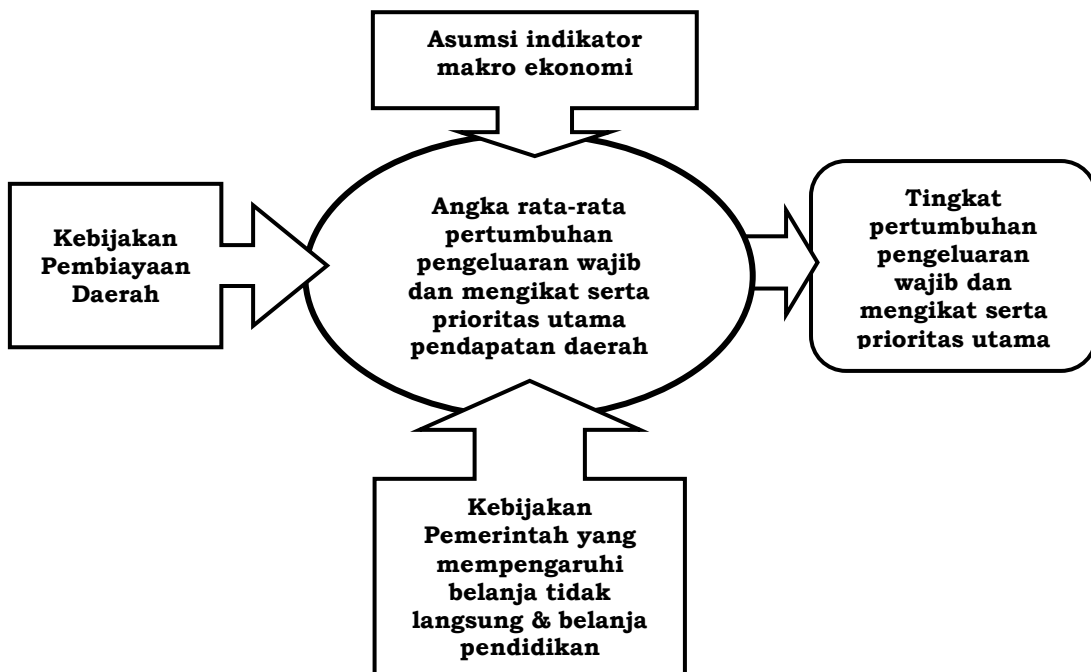 Asumsi indikator
makro ekonomi
Kebijakan
Pembiayaan
Daerah
Angka rata-rata
pertumbuhan
pengeluaran wajib
dan mengikat serta
prioritas utama
pendapatan daerah
Tingkat
pertumbuhan
pengeluaran
wajib dan
mengikat serta
prioritas utama
Kebijakan
Pemerintah yang
mempengaruhi
belanja tidak
langsung & belanja
pendidikan